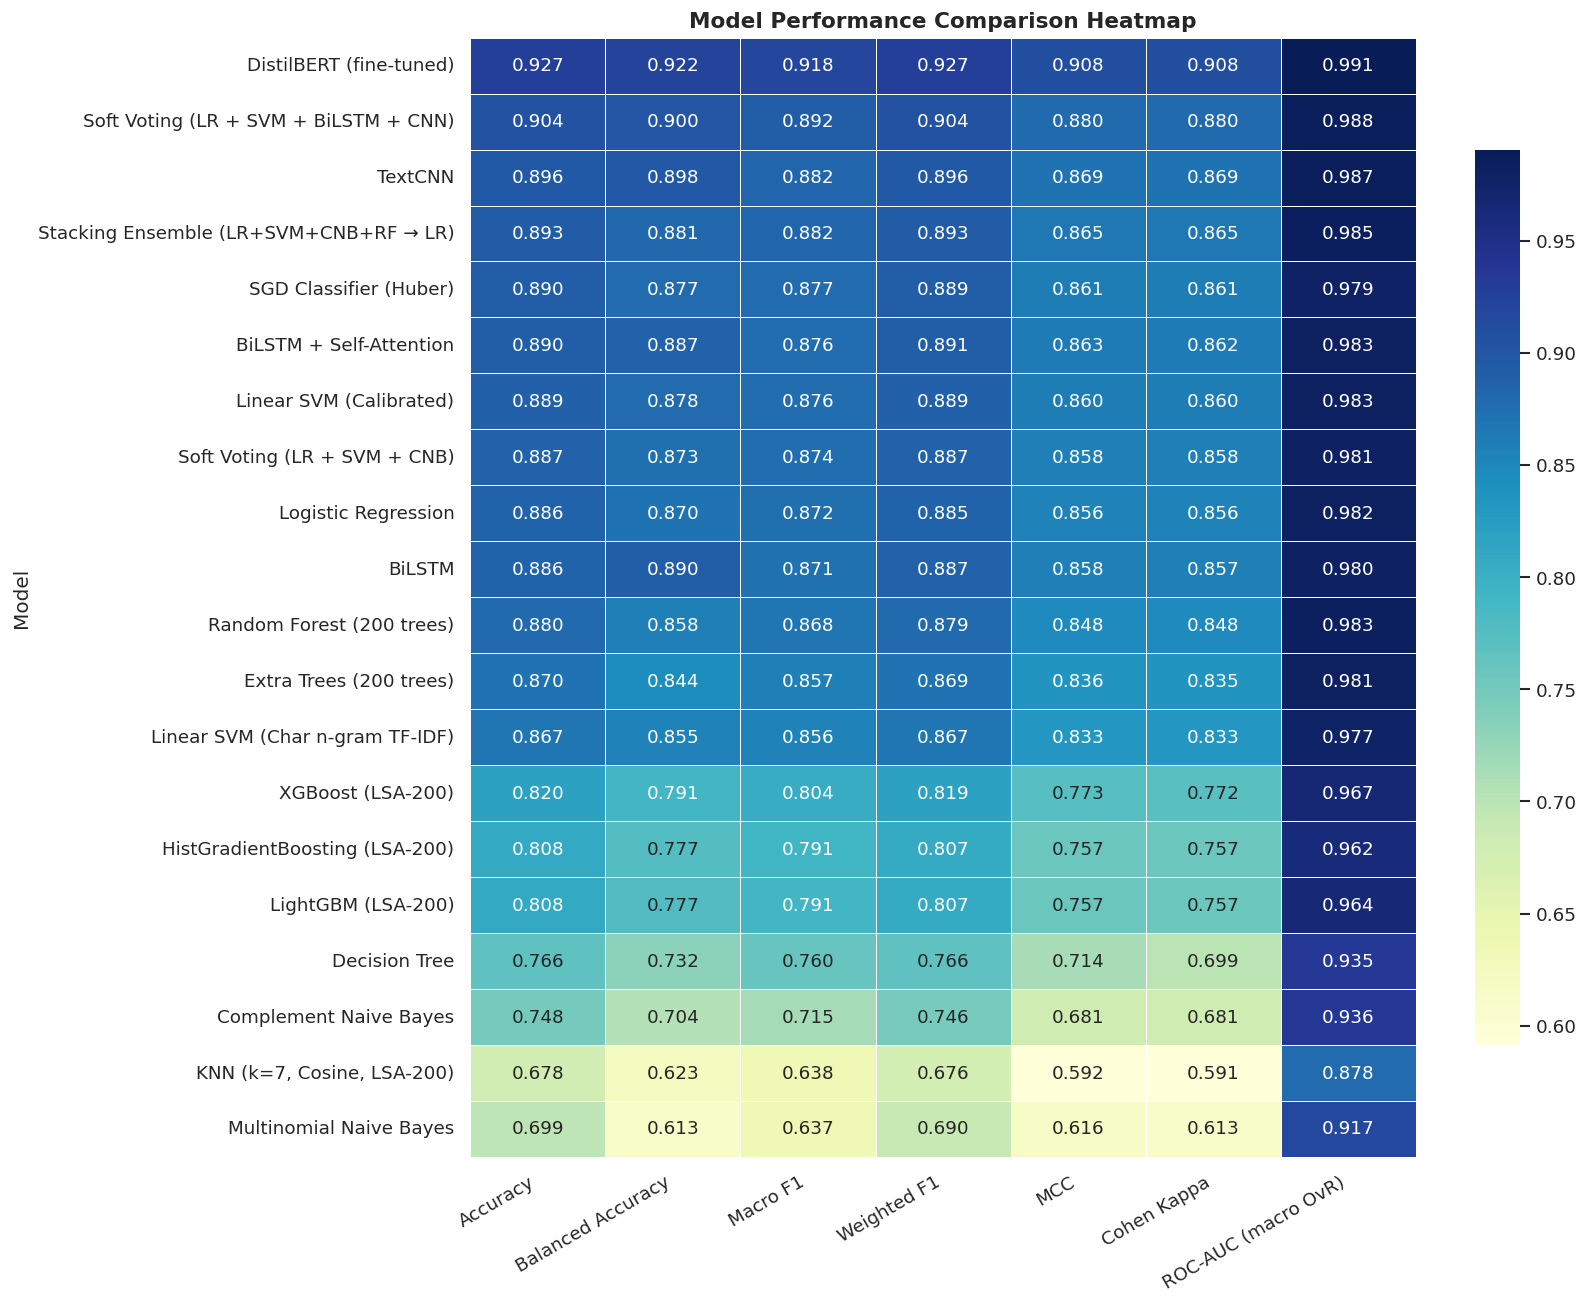 Model Performance Comparison Heatmap
DistilBERT (fine-tuned) 0.927 0.922 0.918 0.927 0.908 0.908 0.991
Soft Voting (LR + SVM + BiLSTM + CNN) 0.904 0.900 0.892 0.904 0.880 0.880 0.988
TextCNN 0.896 0.898 0.882 0.896 0.869 0.869 0.987
Stacking Ensemble (LR+SVM+CNB+RF → LR) 0.893 0.881 0.882 0.893 0.865 0.865 0.985
SGD Classifier (Huber) 0.890 0.877 0.877 0.889 0.861 0.861 0.979
BiLSTM + Self-Attention 0.890 0.887 0.876 0.891 0.863 0.862 0.983
Linear SVM (Calibrated) 0.889 0.878 0.876 0.889 0.860 0.860 0.983
Soft Voting (LR + SVM + CNB) 0.887 0.873 0.874 0.887 0.858 0.858 0.981
Logistic Regression 0.886 0.870 0.872 0.885 0.856 0.856 0.982
BiLSTM 0.886 0.890 0.871 0.887 0.858 0.857 0.980
Random Forest (200 trees) 0.880 0.858 0.868 0.879 0.848 0.848 0.983
Extra Trees (200 trees) 0.870 0.844 0.857 0.869 0.836 0.835 0.981
Linear SVM (Char n-gram TF-IDF) 0.867 0.855 0.856 0.867 0.833 0.833 0.977
XGBoost (LSA-200) 0.820 0.791 0.804 0.819 0.773 0.772 0.967
HistGradientBoosting (LSA-200) 0.808 0.777 0.791 0.807 0.757 0.757 0.962
LightGBM (LSA-200) 0.808 0.777 0.791 0.807 0.757 0.757 0.964
Decision Tree 0.766 0.732 0.760 0.766 0.714 0.699 0.935
Complement Naive Bayes 0.748 0.704 0.715 0.746 0.681 0.681 0.936
KNN (k=7, Cosine, LSA-200) 0.678 0.623 0.638 0.676 0.592 0.591 0.878
Multinomial Naive Bayes 0.699 0.613 0.637 0.690 0.616 0.613 0.917
Model
Accuracy
Balanced Accuracy
Macro F1
Weighted F1
MCC
Cohen Kappa
ROC-AUC (macro OvR)
0.95
0.90
0.85
0.80
0.75
0.70
0.65
0.60